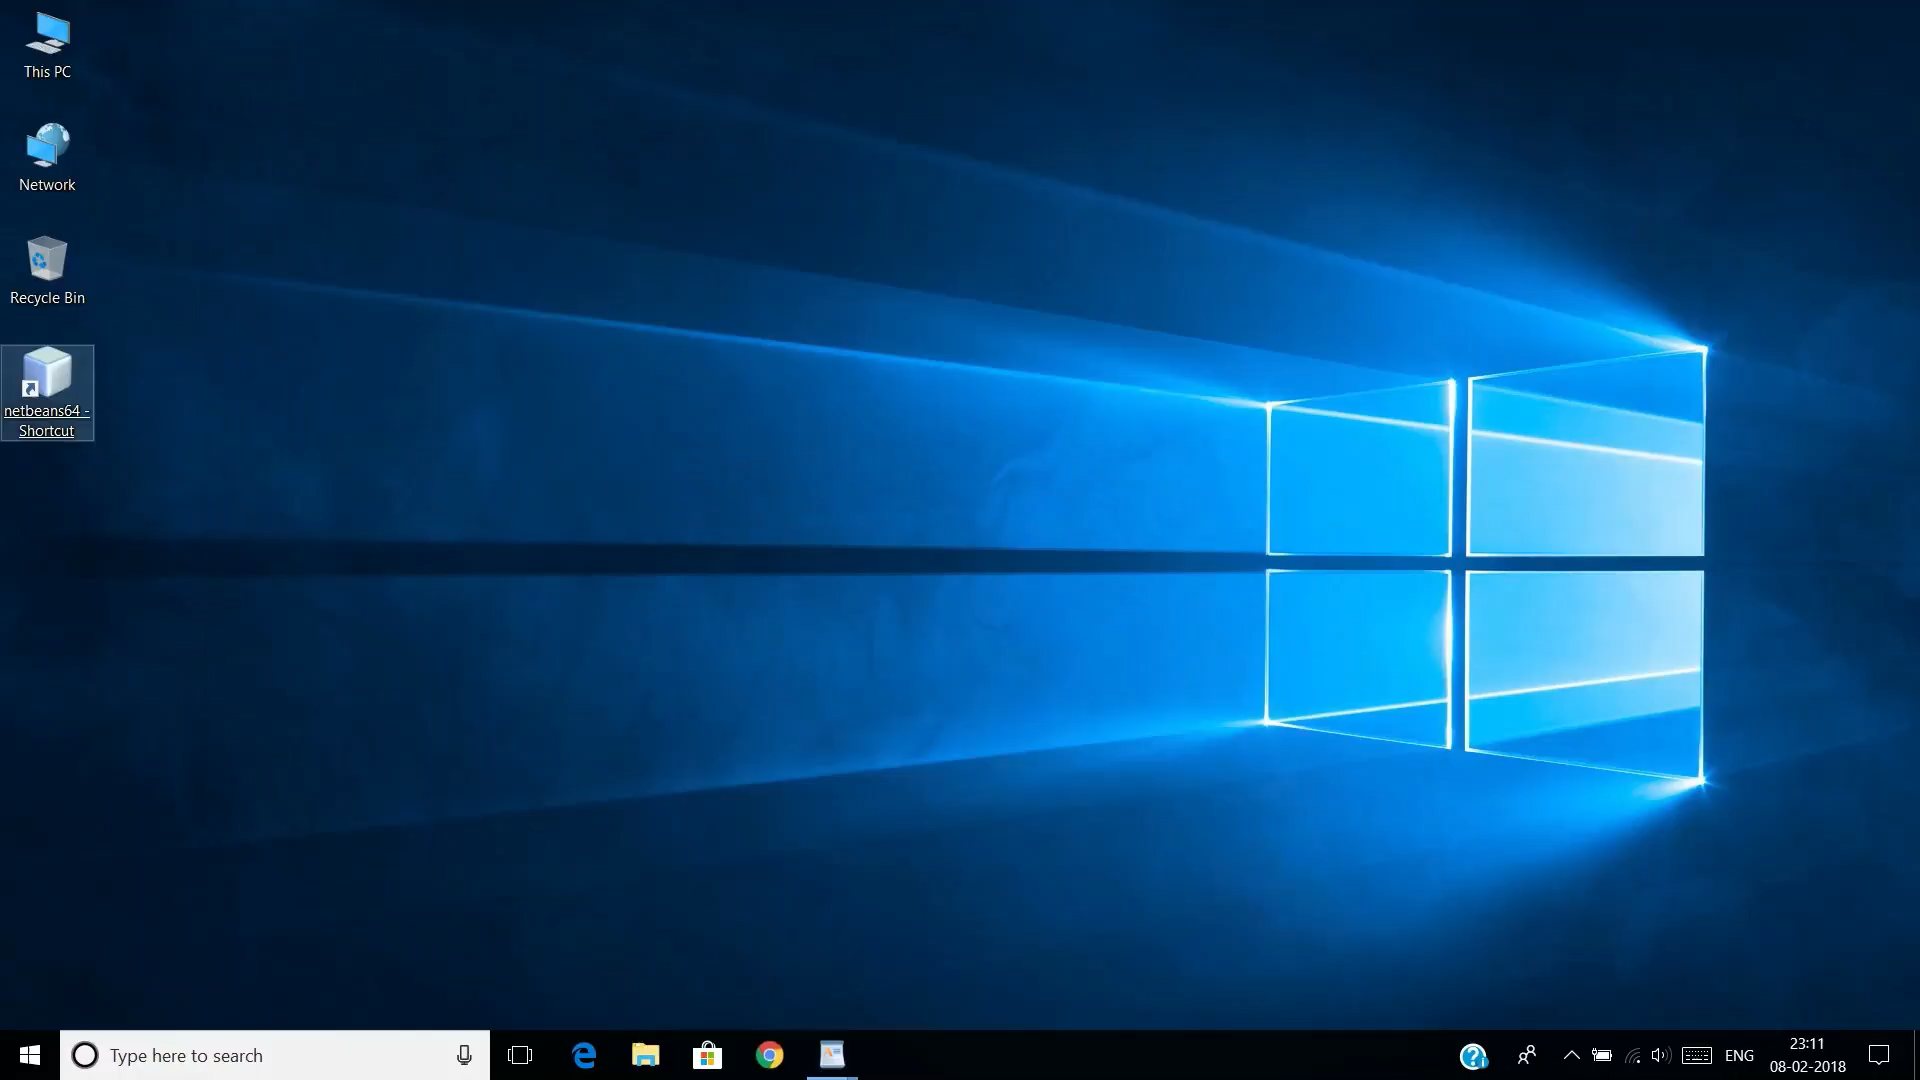 This PC
Network
Recycle Bin
netbeans64 -
Shortcut
Type here to search
ENG
23:11
08-02-2018